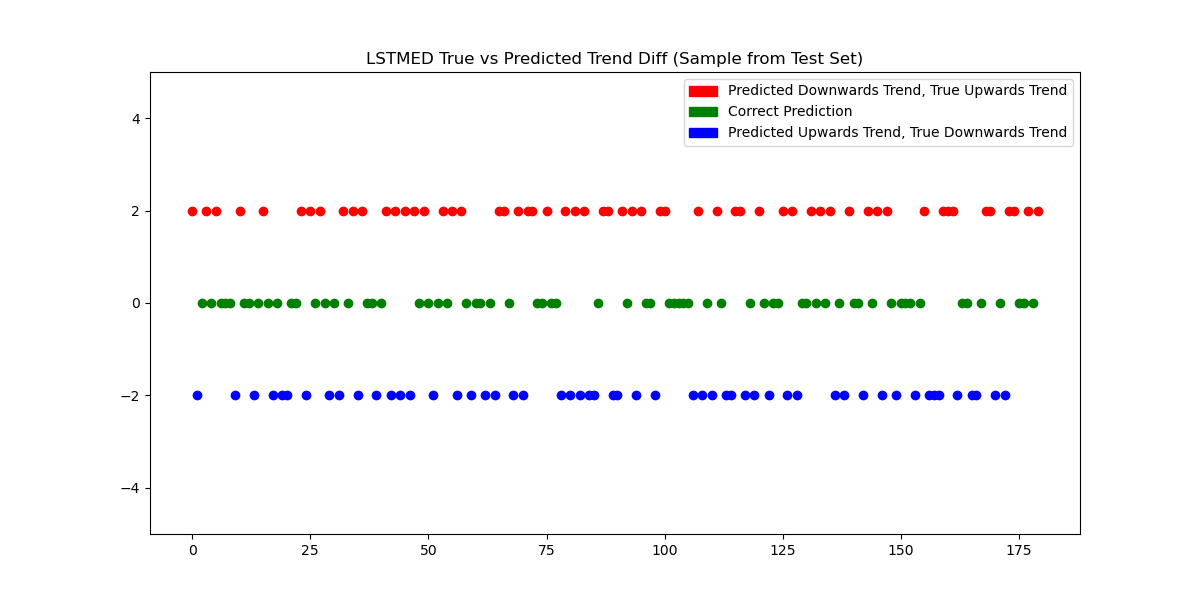 LSTMED True vs Predicted Trend Diff (Sample from Test Set)
Predicted Downwards Trend, True Upwards Trend
Correct Prediction
Predicted Upwards Trend, True Downwards Trend
4
2
0
−2
−4
0 25 50 75 100 125 150 175